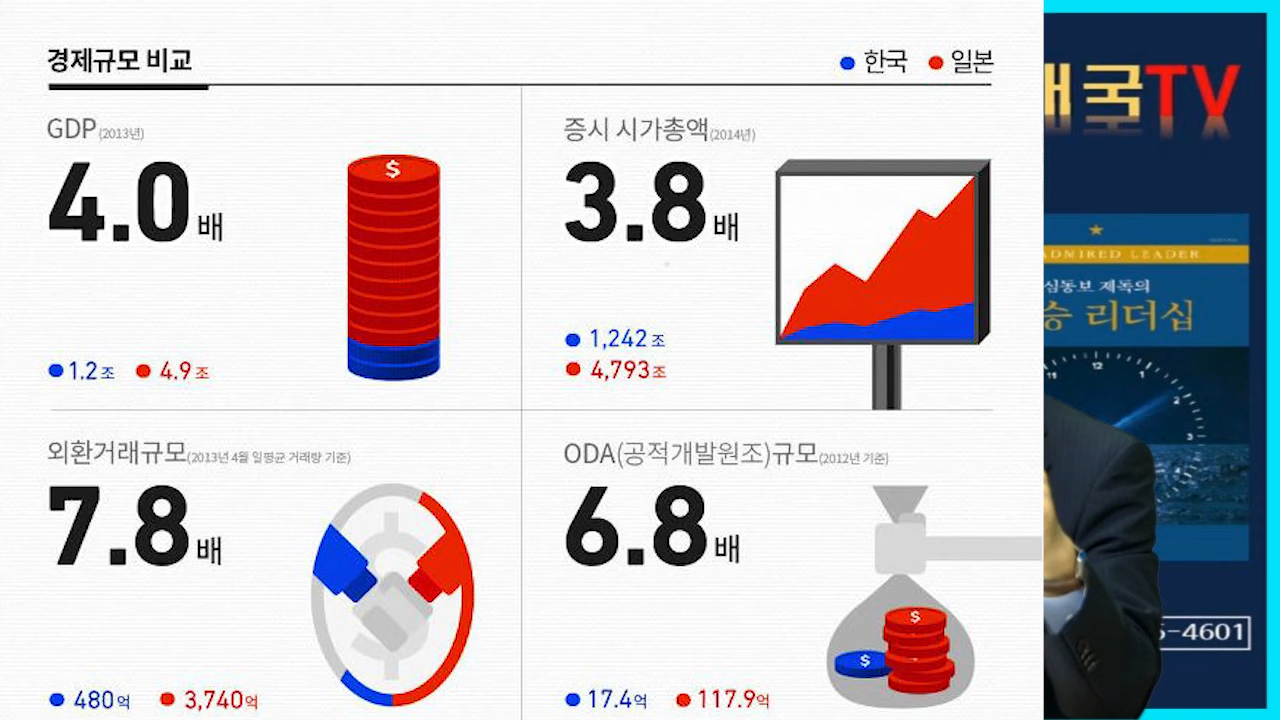 경제규모 비교
한국 일본
GDP(2013년)
4.0배
$
1.2조 4.9조
증시 시가총액(2014년)
3.8배
1,242조
4,793조
외환거래규모(2013년 4월 일평균 거래량 기준)
7.8배
480억 3,740억
ODA(공적개발원조)규모(2012년 기준)
6.8배
$
$
17.4억 117.9억
국TV
ADMIRED LEADER
심동보 제독의
승 리더십
11 12 1
2
3
5-4601